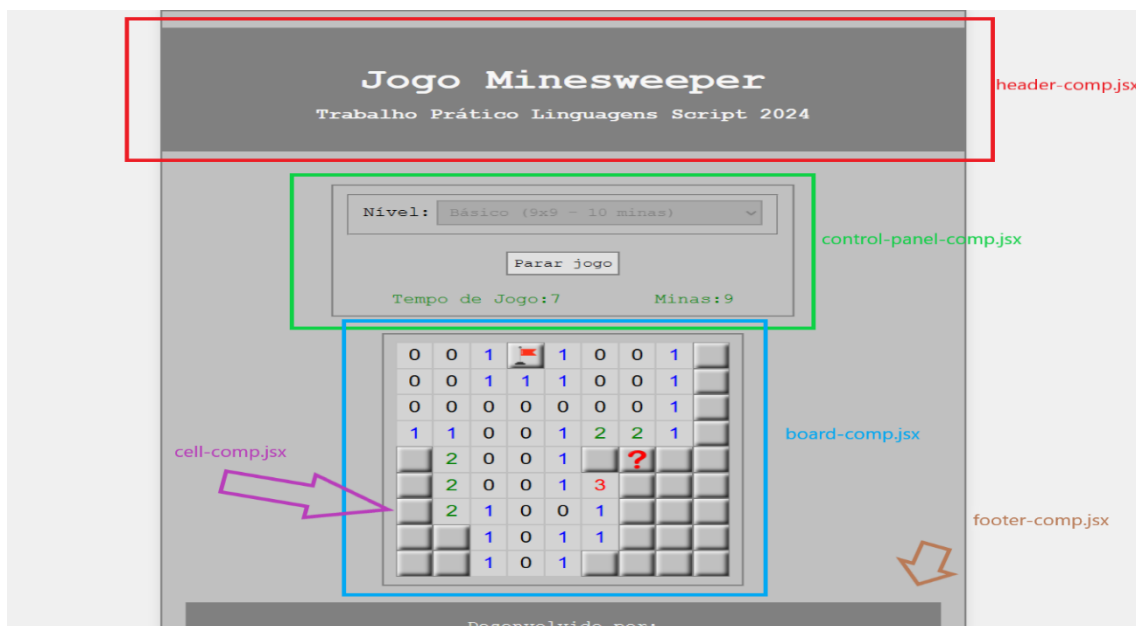 Jogo Minesweeper
header-comp.jsx
Trabalho Prático Linguagens Script 2024
Nível: Básico (9x9 - 10 minas)
control-panel-comp.jsx
Parar jogo
Tempo de Jogo:7 Minas:9
0 0 1 1 0 0 1
0 0 1 1 1 0 0 1
0 0 0 0 0 0 0 1
1 1 0 0 1 2 2 1
board-comp.jsx
cell-comp.jsx
2 0 0 1 ?
2 0 0 1 3
2 1 0 0 1
footer-comp.jsx
1 0 1 1
1 0 1
Desenvolvido por: